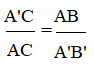 A'C / AC = AB / A'B'